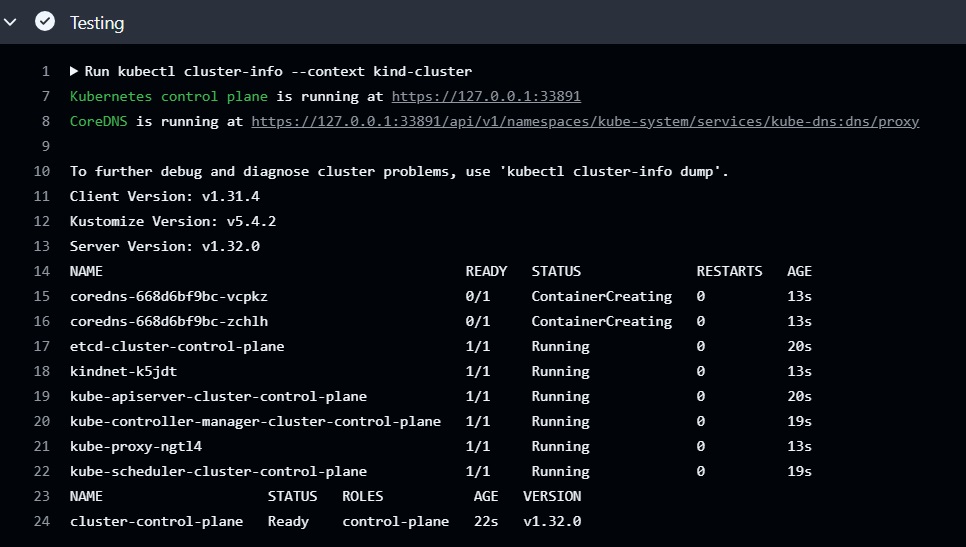 Testing
1 Run kubectl cluster-info --context kind-cluster
7 Kubernetes control plane is running at https://127.0.0.1:33891
8 CoreDNS is running at https://127.0.0.1:33891/api/v1/namespaces/kube-system/services/kube-dns:dns/proxy
9
10 To further debug and diagnose cluster problems, use 'kubectl cluster-info dump'.
11 Client Version: v1.31.4
12 Kustomize Version: v5.4.2
13 Server Version: v1.32.0
14 NAME READY STATUS RESTARTS AGE
15 coredns-668d6bf9bc-vcpkz 0/1 ContainerCreating 0 13s
16 coredns-668d6bf9bc-zchlh 0/1 ContainerCreating 0 13s
17 etcd-cluster-control-plane 1/1 Running 0 20s
18 kindnet-k5jdt 1/1 Running 0 13s
19 kube-apiserver-cluster-control-plane 1/1 Running 0 20s
20 kube-controller-manager-cluster-control-plane 1/1 Running 0 19s
21 kube-proxy-ngtl4 1/1 Running 0 13s
22 kube-scheduler-cluster-control-plane 1/1 Running 0 19s
23 NAME STATUS ROLES AGE VERSION
24 cluster-control-plane Ready control-plane 22s v1.32.0